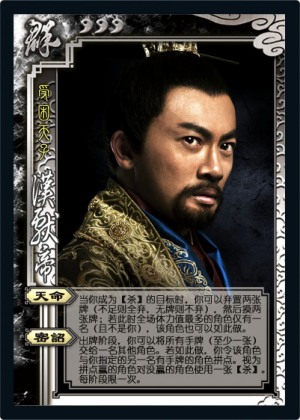 群
999
受困天子
漢獻帝
天命
当你成为【杀】的目标时，你可以弃置两张
牌（不足则全弃，无牌则不弃），然后摸两
张牌；若此时全场体力值最多的角色仅有一
名（且不是你），该角色也可以如此做。
密詔
出牌阶段，你可以将所有手牌（至少一张）
交给一名其他角色。若如此做，你令该角色
与你指定的另一名有手牌的角色拼点。视为
拼点赢的角色对没赢的角色使用一张【杀】。
每阶段限一次。